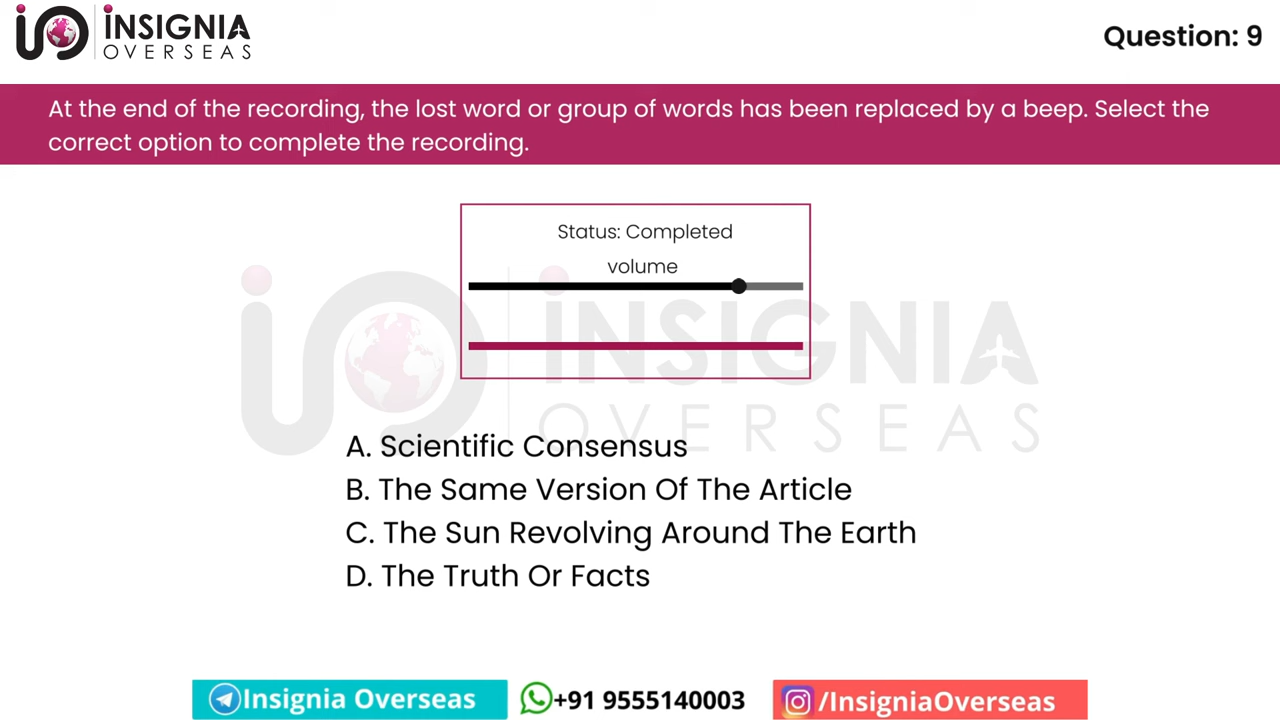 iNSIGNIA
OVERSEAS
Question: 9
At the end of the recording, the lost word or group of words has been replaced by a beep. Select the
correct option to complete the recording.
Status: Completed
volume
iNSIGNIA
OVERSEAS
A. Scientific Consensus
B. The Same Version Of The Article
C. The Sun Revolving Around The Earth
D. The Truth Or Facts
Insignia Overseas
+91 9555140003
/InsigniaOverseas